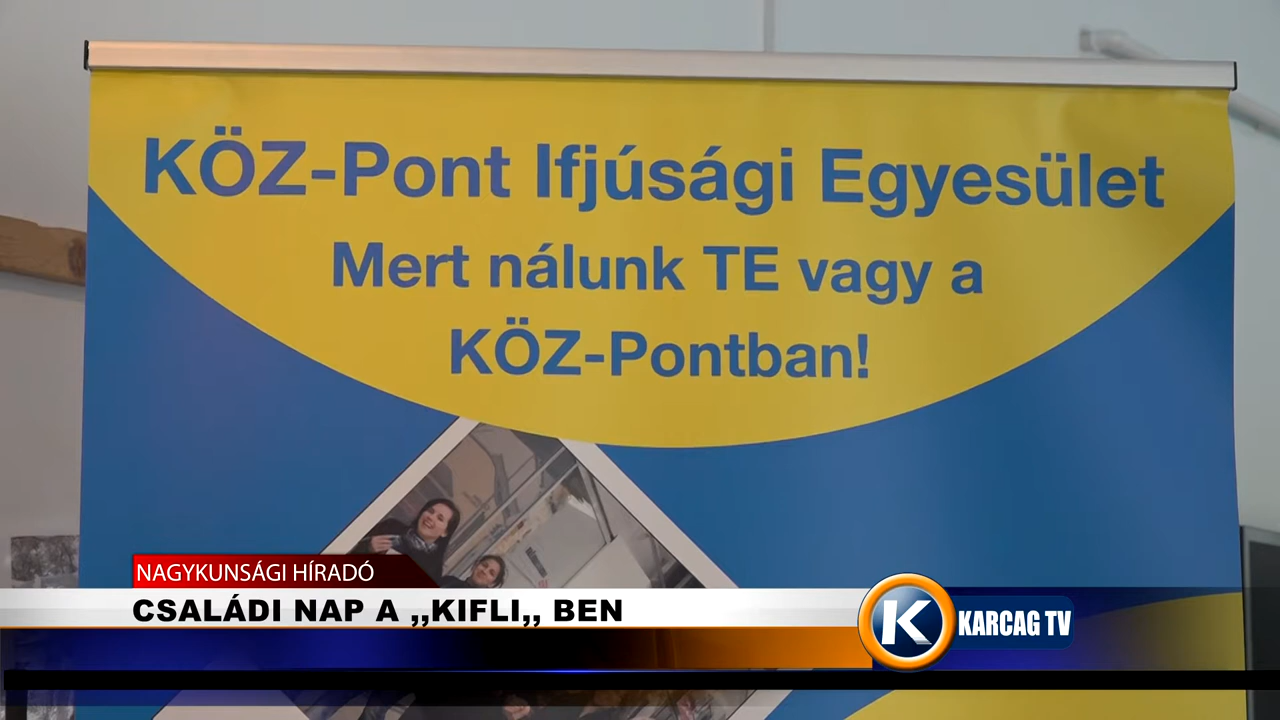 KÖZ-Pont Ifjúsági Egyesület
Mert nálunk TE vagy a
KÖZ-Pontban!
NAGYKUNSÁGI HÍRADÓ
CSALÁDI NAP A ,,KIFLI,, BEN
K KARCAG TV